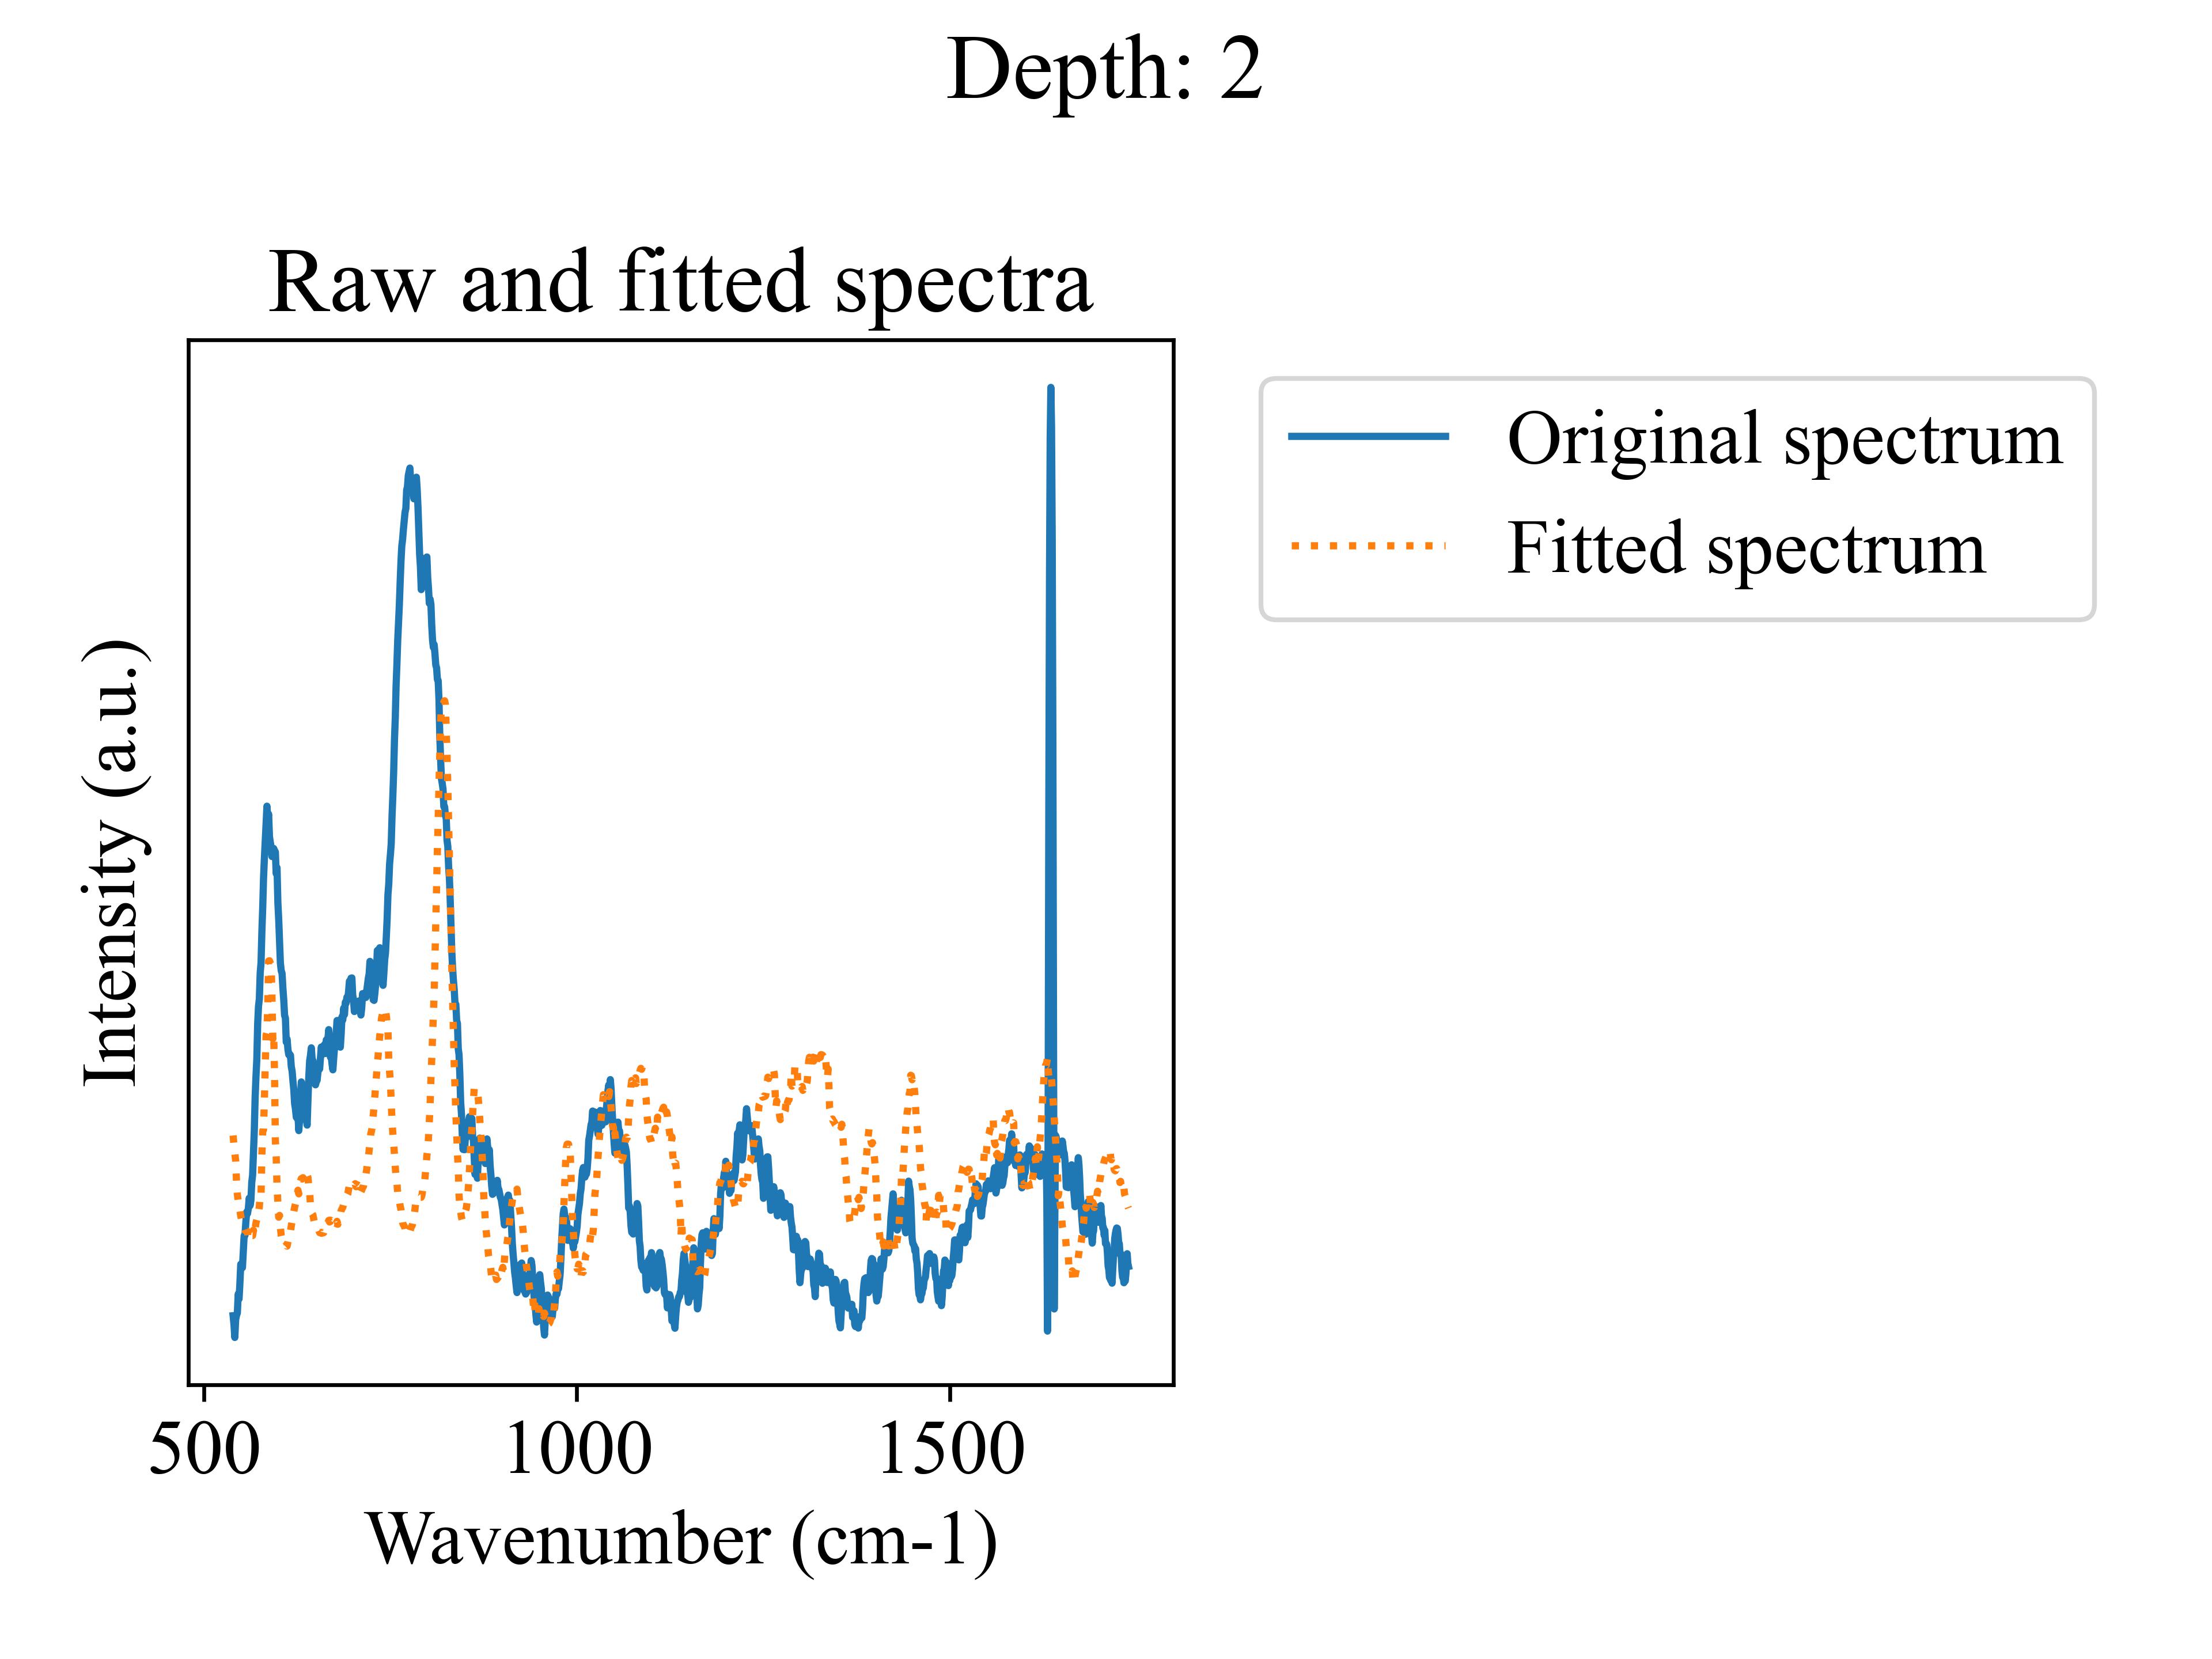 Depth: 2
Raw and fitted spectra
Original spectrum
Fitted spectrum
Intensity (a.u.)
500 1000 1500
Wavenumber (cm-1)